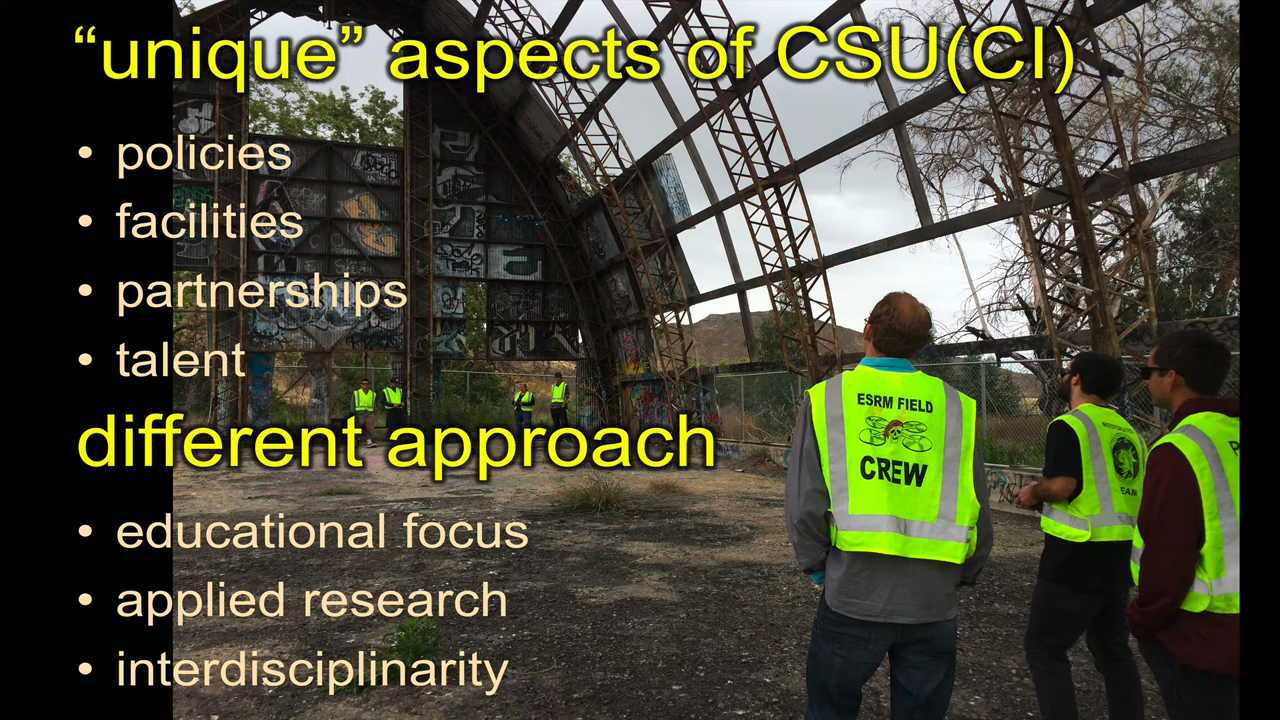 “unique” aspects of CSU(CI)
• policies
• facilities
• partnerships
• talent
different approach
• educational focus
• applied research
• interdisciplinarity
ESRM FIELD
CREW